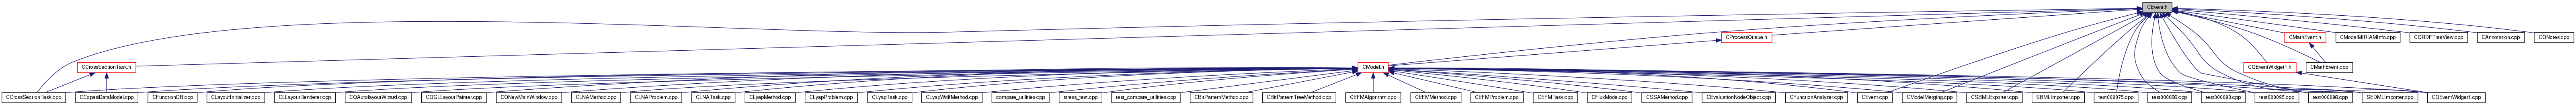 CEvent.h
CProcessQueue.h
CMathEvent.h
CModelMIRIAMInfo.cpp
CQRDFTreeView.cpp
CAnnotation.cpp
CQNotes.cpp
CCrossSectionTask.h
CModel.h
CQEventWidget1.h
CMathEvent.cpp
CCrossSectionTask.cpp
CCopasiDataModel.cpp
CFunctionDB.cpp
CLayoutInitializer.cpp
CLLayoutRenderer.cpp
CQAutolayoutWizard.cpp
CQGLLayoutPainter.cpp
CQNewMainWindow.cpp
CLNAMethod.cpp
CLNAProblem.cpp
CLNATask.cpp
CLyapMethod.cpp
CLyapProblem.cpp
CLyapTask.cpp
CLyapWolfMethod.cpp
compare_utilities.cpp
stress_test.cpp
test_compare_utilities.cpp
CBitPatternMethod.cpp
CBitPatternTreeMethod.cpp
CEFMAlgorithm.cpp
CEFMMethod.cpp
CEFMProblem.cpp
CEFMTask.cpp
CFluxMode.cpp
CSSAMethod.cpp
CEvaluationNodeObject.cpp
CFunctionAnalyzer.cpp
CEvent.cpp
CModelMerging.cpp
CSBMLExporter.cpp
SBMLImporter.cpp
test000075.cpp
test000093.cpp
test000095.cpp
test000098.cpp
SEDMLImporter.cpp
CQEventWidget1.cpp